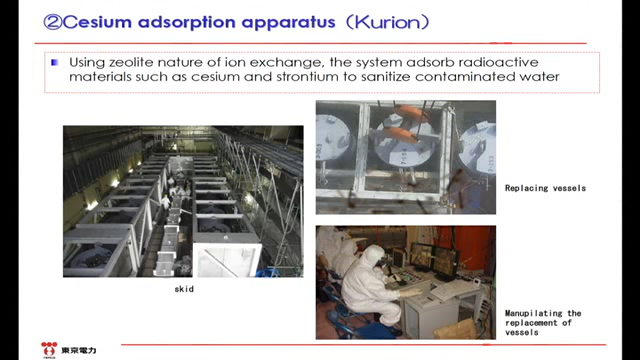 ②Cesium adsorption apparatus（Kurion）
Using zeolite nature of ion exchange, the system adsorb radioactive
materials such as cesium and strontium to sanitize contaminated water
Replacing vessels
skid
Manupilating the
replacement of
vessels
東京電力